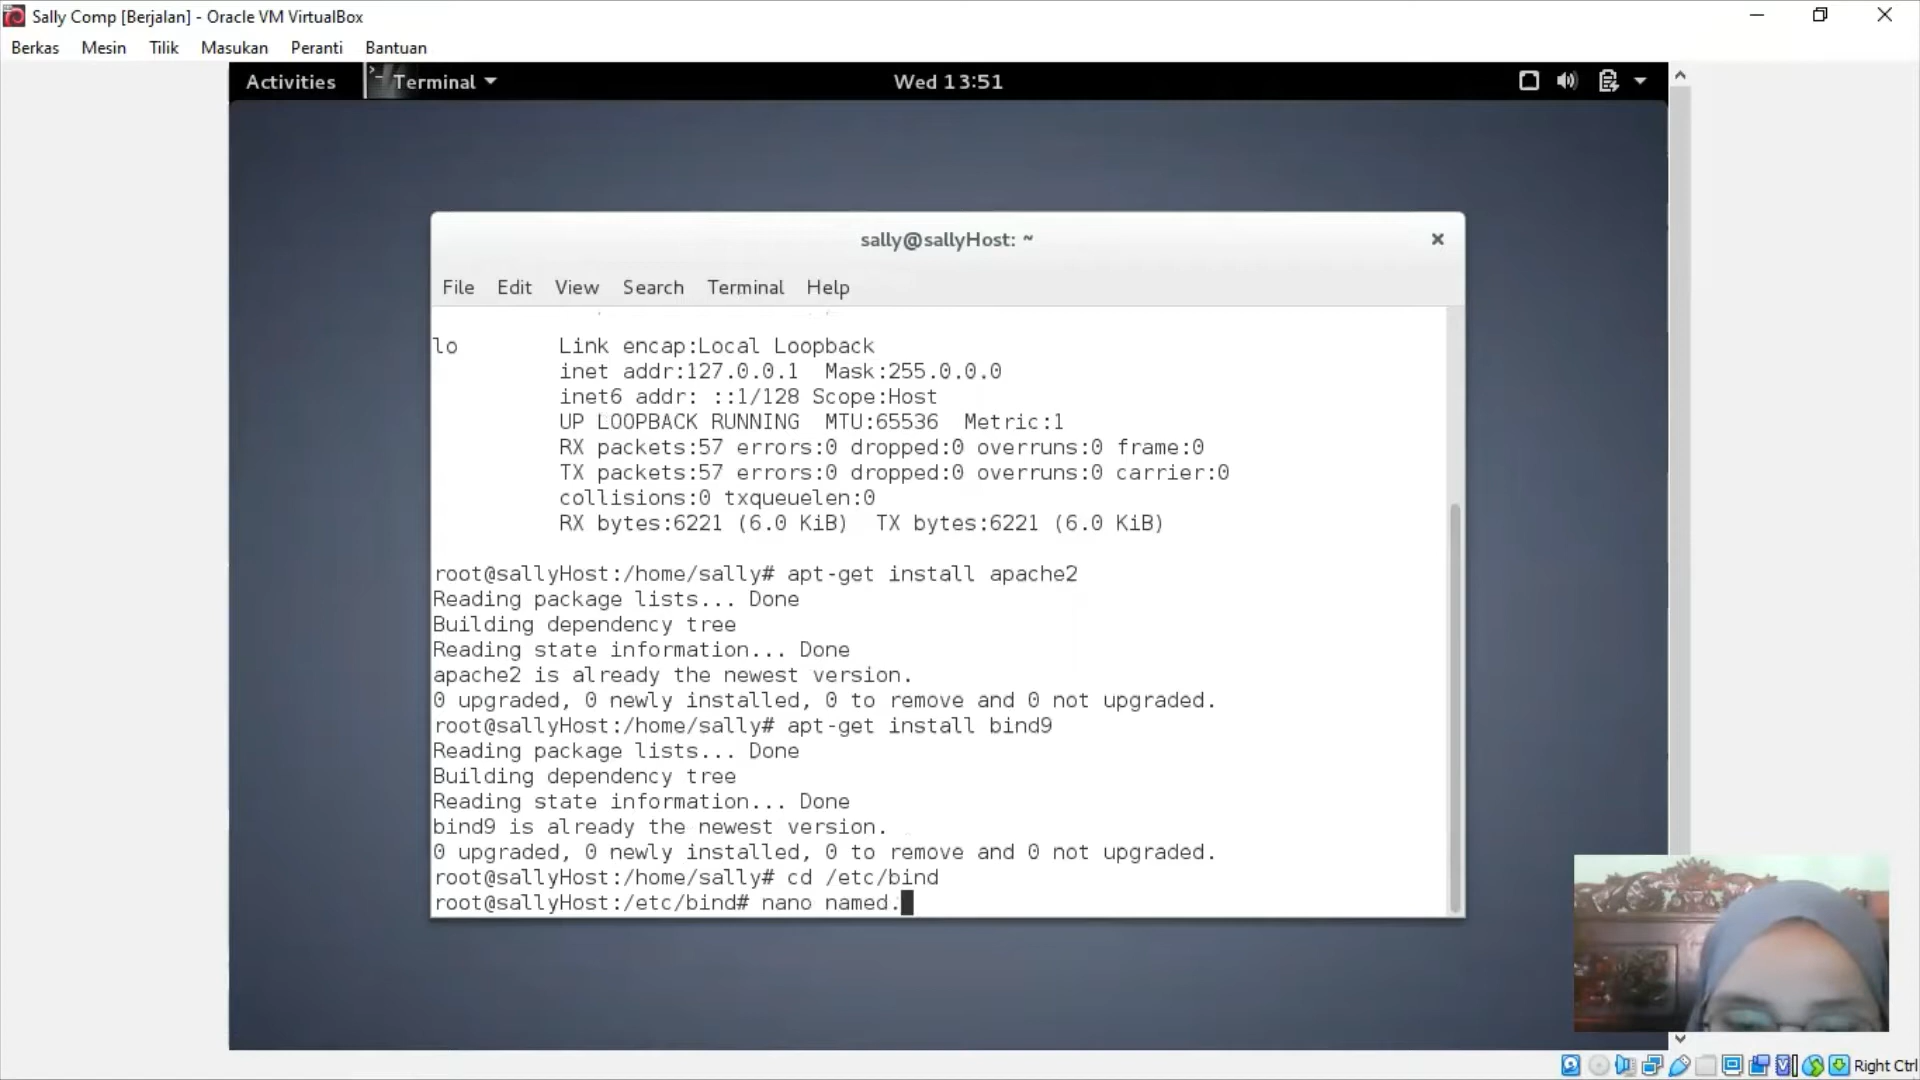 Sally Comp [Berjalan] - Oracle VM VirtualBox
Berkas Mesin Tilik Masukan Peranti Bantuan
Activities Terminal Wed 13:51
sally@sallyHost: ~
File Edit View Search Terminal Help
lo Link encap:Local Loopback
inet addr:127.0.0.1 Mask:255.0.0.0
inet6 addr: ::1/128 Scope:Host
UP LOOPBACK RUNNING MTU:65536 Metric:1
RX packets:57 errors:0 dropped:0 overruns:0 frame:0
TX packets:57 errors:0 dropped:0 overruns:0 carrier:0
collisions:0 txqueuelen:0
RX bytes:6221 (6.0 KiB) TX bytes:6221 (6.0 KiB)
root@sallyHost:/home/sally# apt-get install apache2
Reading package lists... Done
Building dependency tree
Reading state information... Done
apache2 is already the newest version.
0 upgraded, 0 newly installed, 0 to remove and 0 not upgraded.
root@sallyHost:/home/sally# apt-get install bind9
Reading package lists... Done
Building dependency tree
Reading state information... Done
bind9 is already the newest version.
0 upgraded, 0 newly installed, 0 to remove and 0 not upgraded.
root@sallyHost:/home/sally# cd /etc/bind
root@sallyHost:/etc/bind# nano named.
Right Ctrl